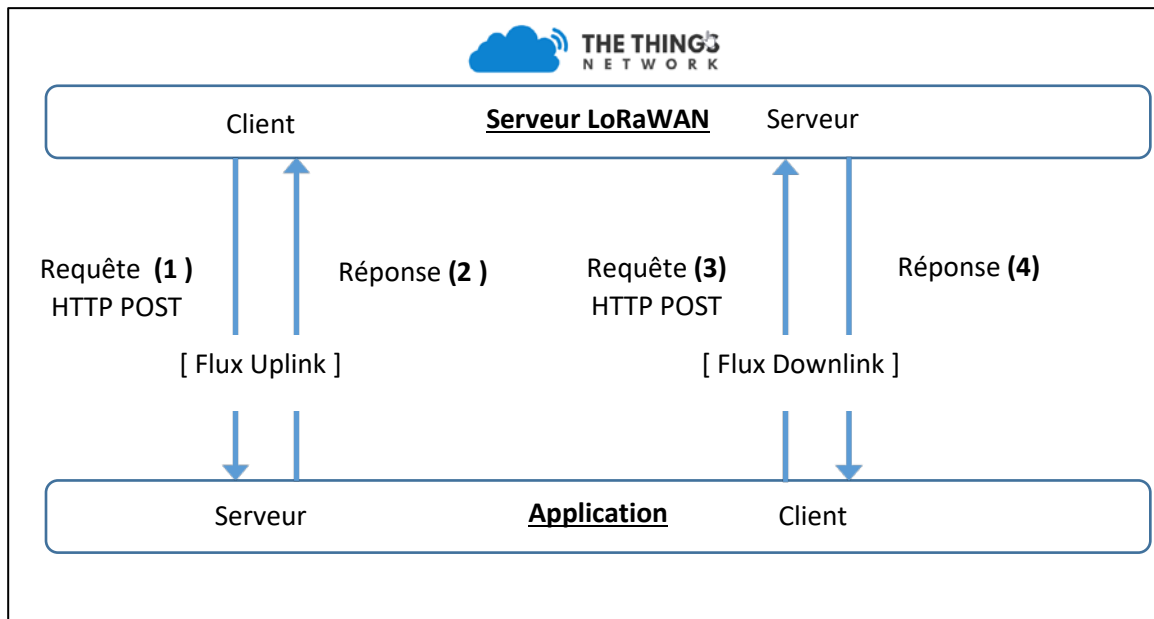 THE THINGS
NETWORK
Client
Serveur LoRaWAN
Serveur
Requête (1 )
HTTP POST
Réponse (2 )
Requête (3)
HTTP POST
Réponse (4)
[ Flux Uplink ]
[ Flux Downlink ]
Serveur
Application
Client